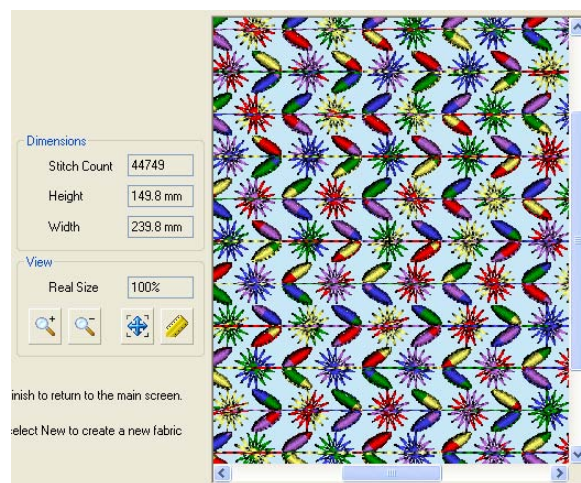 Dimensions
Stitch Count 44749
Height 149.8 mm
Width 239.8 mm
View
Real Size 100%
inish to return to the main screen.
elect New to create a new fabric